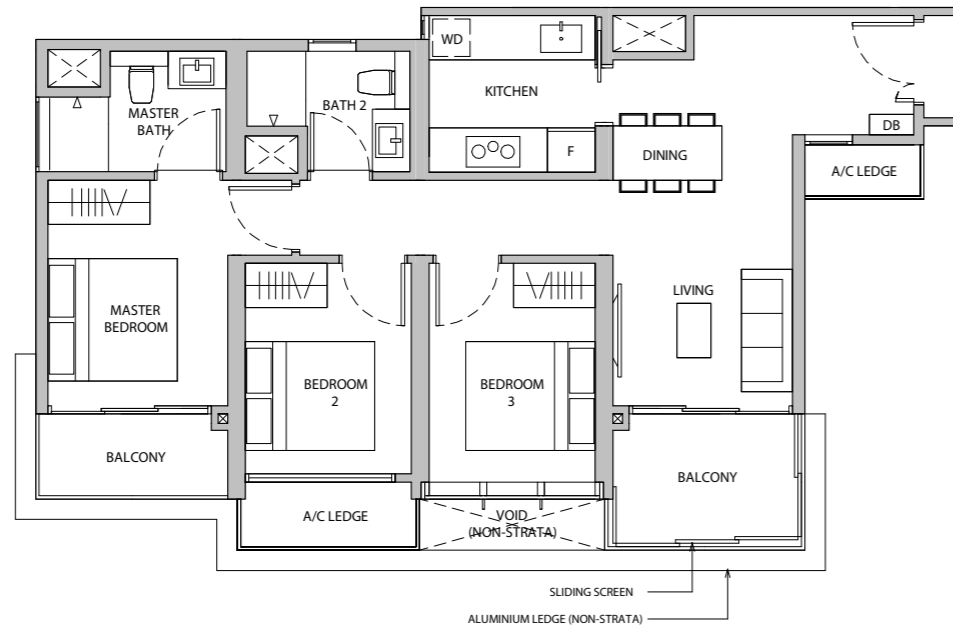 WD
KITCHEN
BATH 2
MASTER
BATH
DB
F
DINING
A/C LEDGE
LIVING
MASTER
BEDROOM
BEDROOM
2
BEDROOM
3
BALCONY
BALCONY
A/C LEDGE
VOID
(NON-STRATA)
SLIDING SCREEN
ALUMINIUM LEDGE (NON-STRATA)